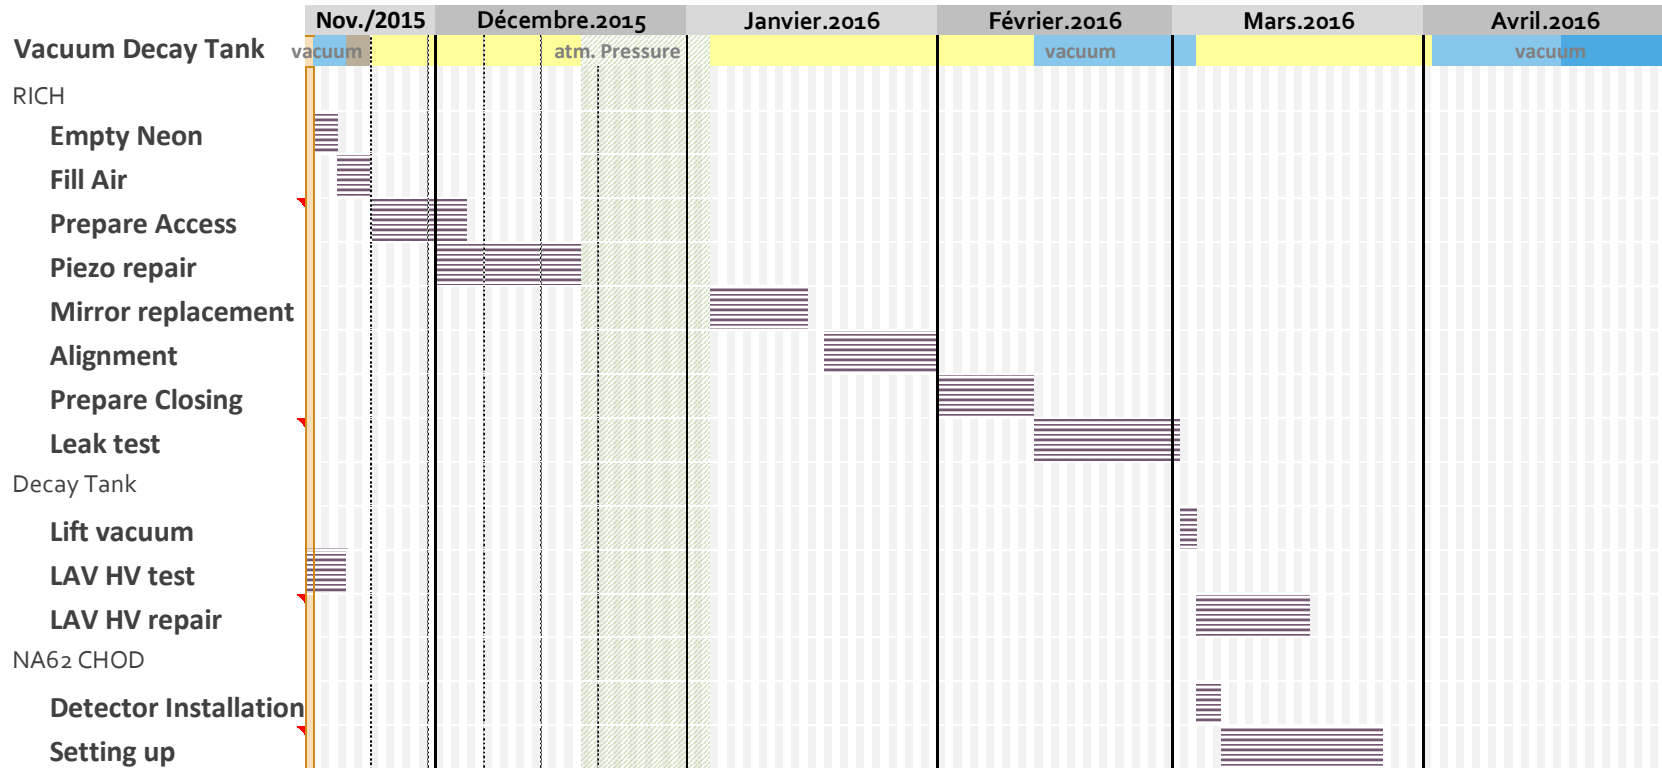 Nov./2015 Décembre.2015 Janvier.2016 Février.2016 Mars.2016 Avril.2016
Vacuum Decay Tank vacuum atm. Pressure vacuum vacuum
RICH
Empty Neon
Fill Air
Prepare Access
Piezo repair
Mirror replacement
Alignment
Prepare Closing
Leak test
Decay Tank
Lift vacuum
LAV HV test
LAV HV repair
NA62 CHOD
Detector Installation
Setting up